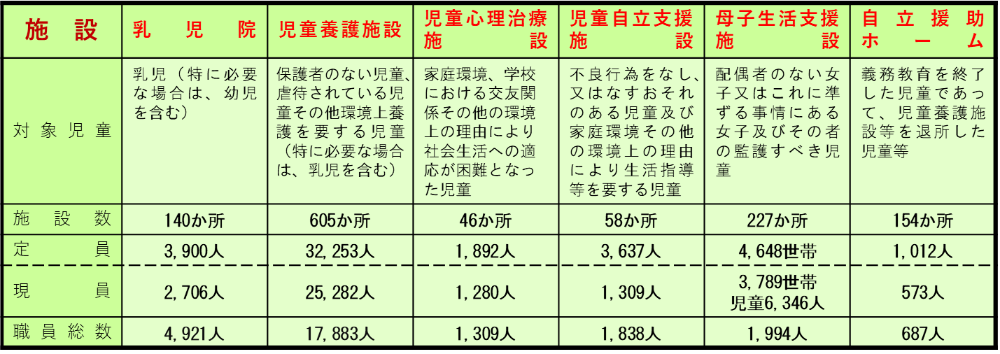 施設
乳児院
児童養護施設
児童心理治療
施設
児童自立支援
施設
母子生活支援
施設
自立援助
ホーム
対象児童
乳児（特に必要
な場合は、幼児
を含む）
保護者のない児童、
虐待されている児
童その他環境上養
護を要する児童
（特に必要な場合
は、乳児を含む）
家庭環境、学校
における交友関
係その他の環境
上の理由により
社会生活への適
応が困難となっ
た児童
不良行為をなし、
又はなすおそれ
のある児童及び
家庭環境その他
の環境上の理由
により生活指導
等を要する児童
配偶者のない女
子又はこれに準
ずる事情にある
女子及びその者
の監護すべき児
童
義務教育を終了
した児童であっ
て、児童養護施
設等を退所した
児童等
施設数
140か所
605か所
46か所
58か所
227か所
154か所
定員
3,900人
32,253人
1,892人
3,637人
4,648世帯
1,012人
現員
2,706人
25,282人
1,280人
1,309人
3,789世帯
児童6,346人
573人
職員総数
4,921人
17,883人
1,309人
1,838人
1,994人
687人